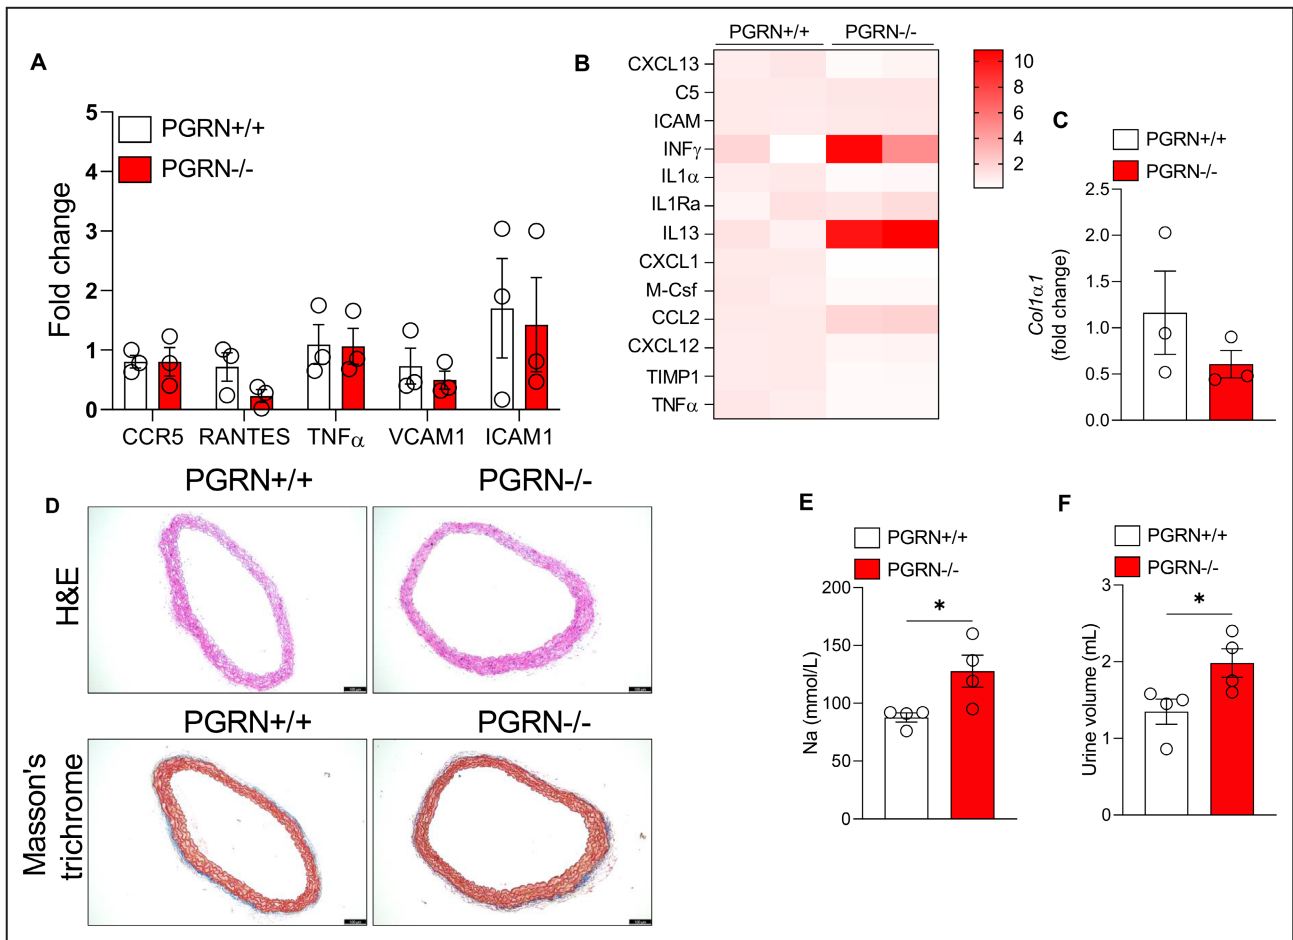 A
PGRN+/+
PGRN-/-
Fold change
5
4
3
2
1
0
CCR5
RANTES
TNFα
VCAM1
ICAM1
B
PGRN+/+
PGRN-/-
CXCL13
C5
ICAM
INFγ
IL1α
IL1Ra
IL13
CXCL1
M-Csf
CCL2
CXCL12
TIMP1
TNFα
10
8
6
4
2
C
PGRN+/+
PGRN-/-
Col1α1
(fold change)
2.5
2.0
1.5
1.0
0.5
0.0
D
PGRN+/+
PGRN-/-
H&E
PGRN+/+
PGRN-/-
Masson's
trichrome
E
PGRN+/+
PGRN-/-
Na (mmol/L)
200
150
100
50
0
*
F
PGRN+/+
PGRN-/-
Urine volume (mL)
3
2
1
0
*